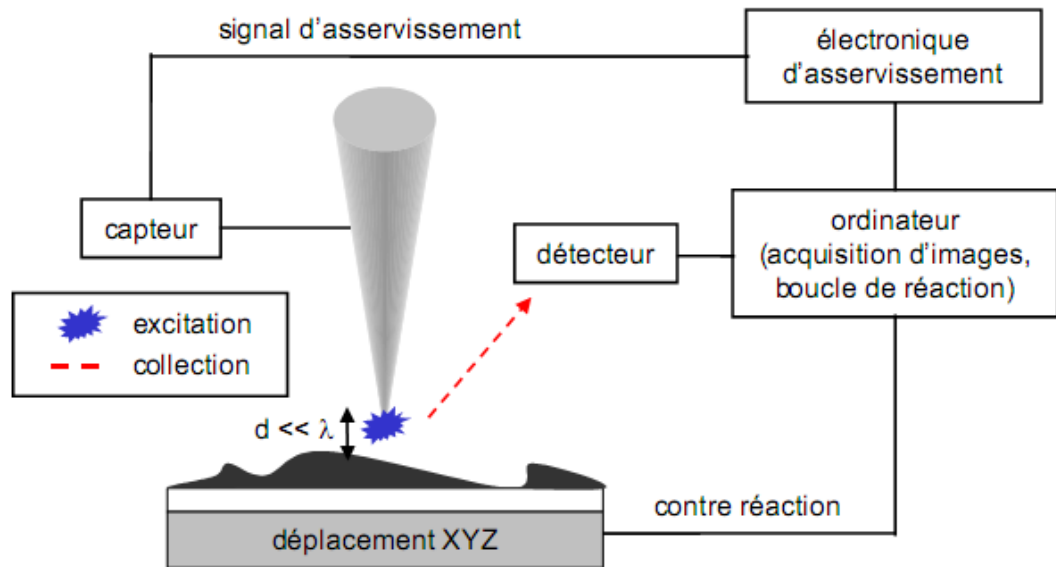 signal d'asservissement
électronique
d'asservissement
capteur
détecteur
ordinateur
(acquisition d'images,
boucle de réaction)
excitation
collection
d << λ
contre réaction
déplacement XYZ